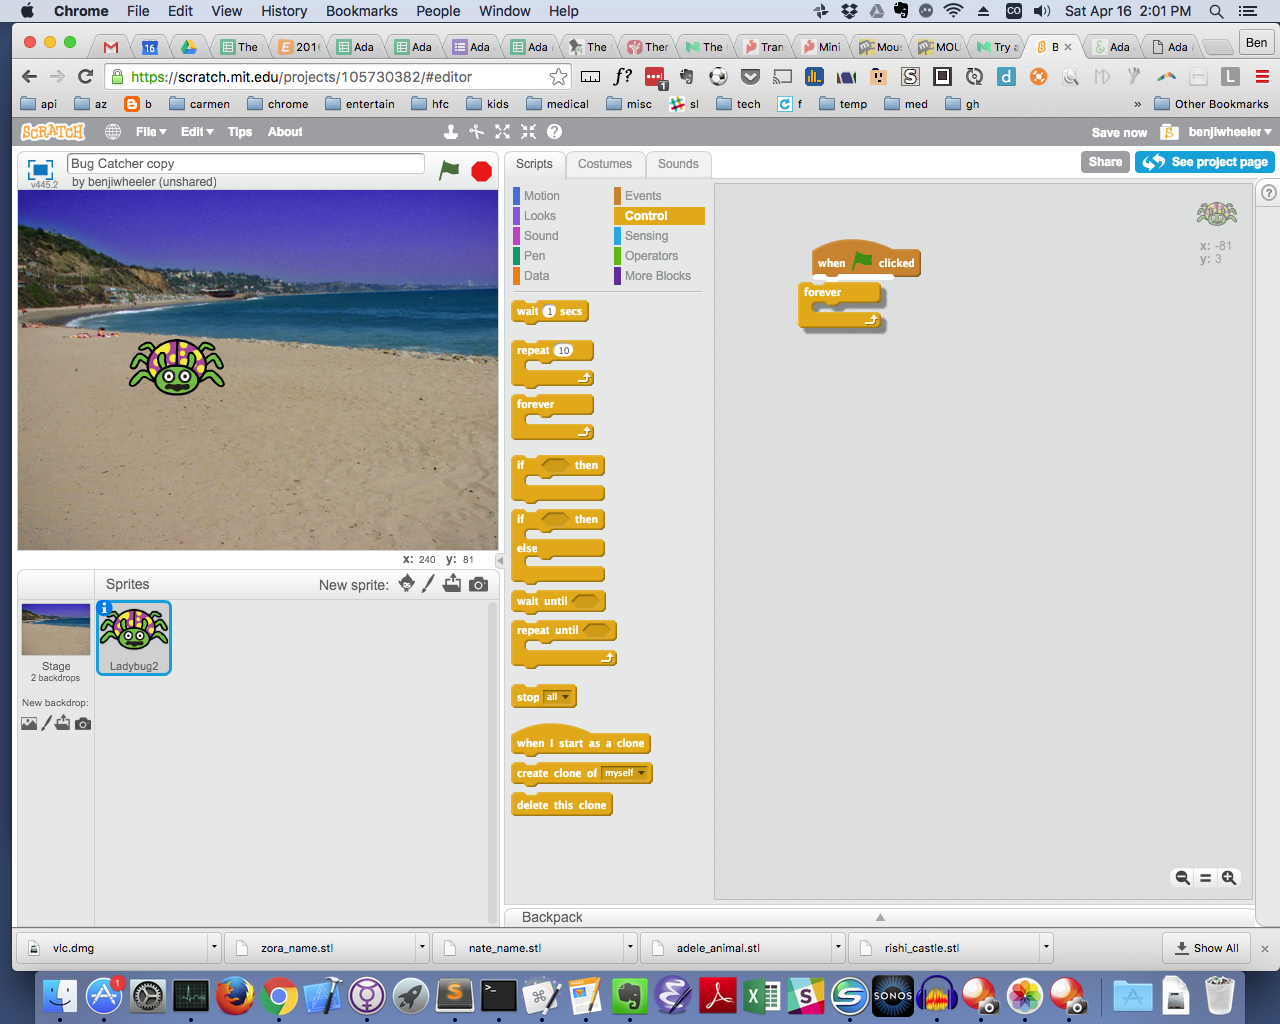 Chrome File Edit View History Bookmarks People Window Help
CO Sat Apr 16 2:01 PM
16 The 201 Ada Ada Ada Ada The Ther The Tran Mini Mous MOU Try a B Ada Ada Ben
https://scratch.mit.edu/projects/105730382/#editor
f? 1 S d L
api az b carmen chrome entertain hfc kids medical misc sl tech f temp med gh » Other Bookmarks
SCRATCH File Edit Tips About
Save now benjiwheeler
Bug Catcher copy
by benjiwheeler (unshared)
v445.2
Scripts Costumes Sounds
Share See project page
Motion Events
Looks Control
Sound Sensing
Pen Operators
Data More Blocks
wait 1 secs
repeat 10
forever
if then
if then
else
wait until
repeat until
stop all
when I start as a clone
create clone of myself
delete this clone
when clicked
forever
x: -81
y: 3
x: 240 y: 81
Sprites New sprite:
Stage
2 backdrops
New backdrop:
Ladybug2
Backpack
vlc.dmg zora_name.stl nate_name.stl adele_animal.stl rishi_castle.stl Show All
1
SONOS